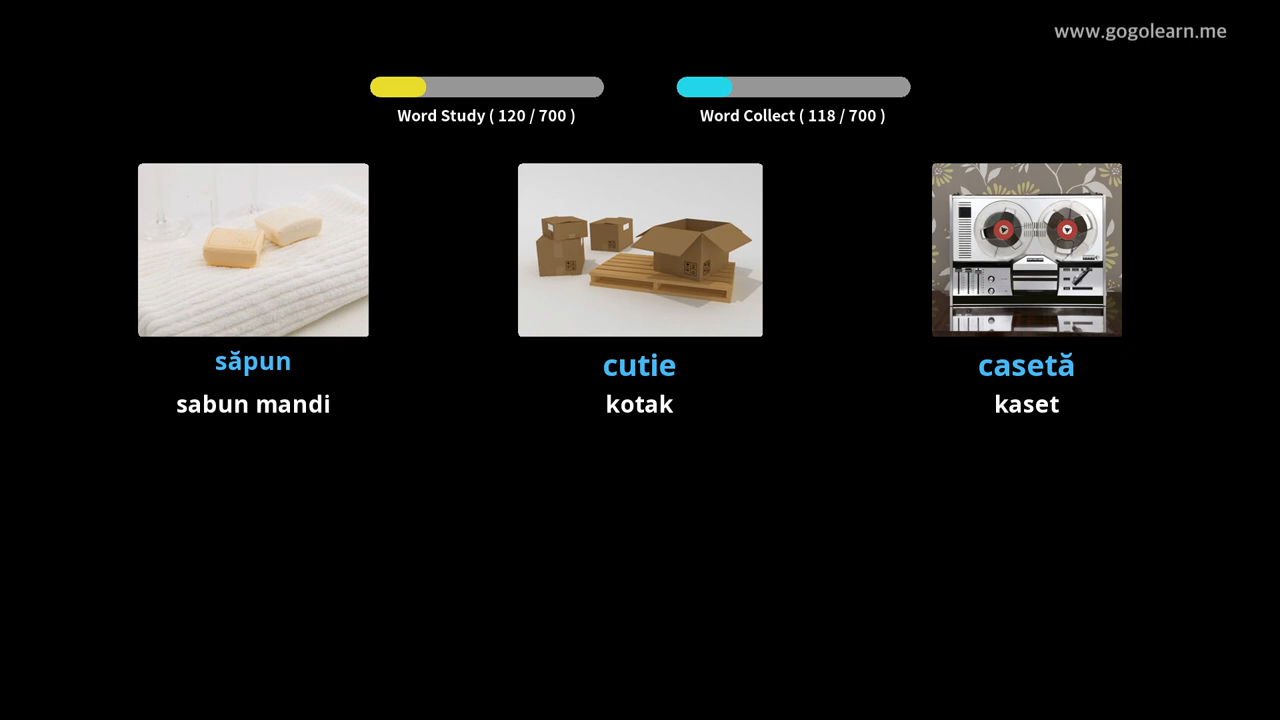 www.gogolearn.me
Word Study ( 120 / 700 )
Word Collect ( 118 / 700 )
săpun
cutie
casetă
sabun mandi
kotak
kaset